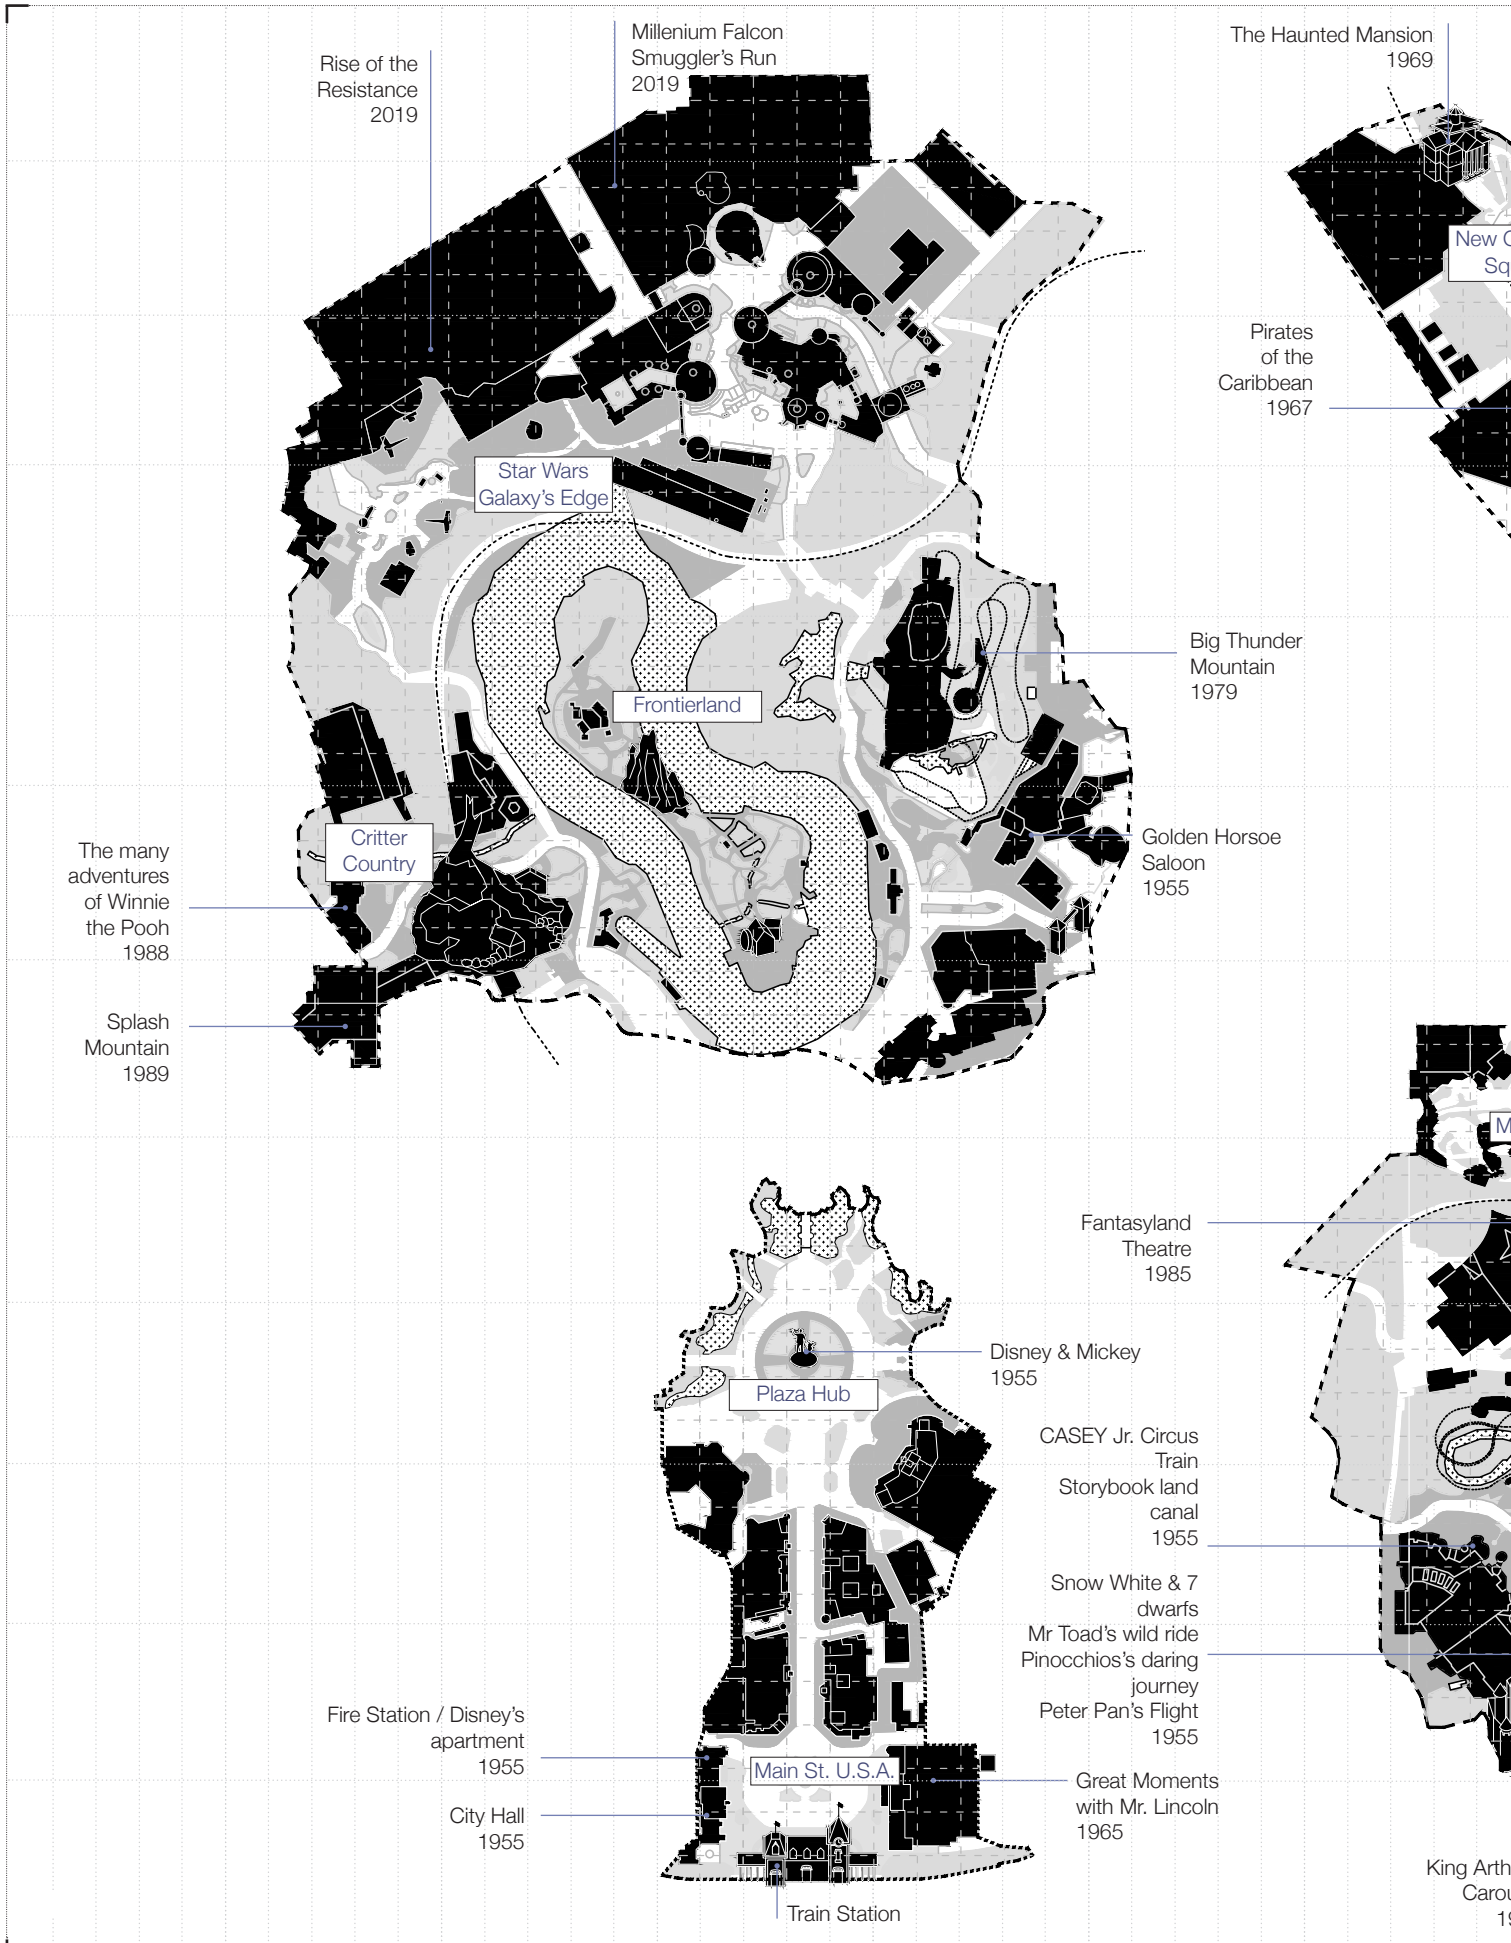 Rise of the
Resistance
2019
Millenium Falcon
Smuggler's Run
2019
The Haunted Mansion
1969
New
Pirates
of the
Caribbean
1967
Star Wars
Galaxy's Edge
Big Thunder
Mountain
1979
Frontierland
Golden Horsoe
Saloon
1955
Critter
Country
The many
adventures
of Winnie
the Pooh
1988
Splash
Mountain
1989
Fantasyland
Theatre
1985
Disney & Mickey
1955
Plaza Hub
CASEY Jr. Circus
Train
Storybook land
canal
1955
Snow White & 7
dwarfs
Mr Toad's wild ride
Pinocchios's daring
journey
Peter Pan's Flight
1955
Fire Station / Disney's
apartment
1955
Main St. U.S.A.
Great Moments
with Mr. Lincoln
1965
City Hall
1955
Train Station
King